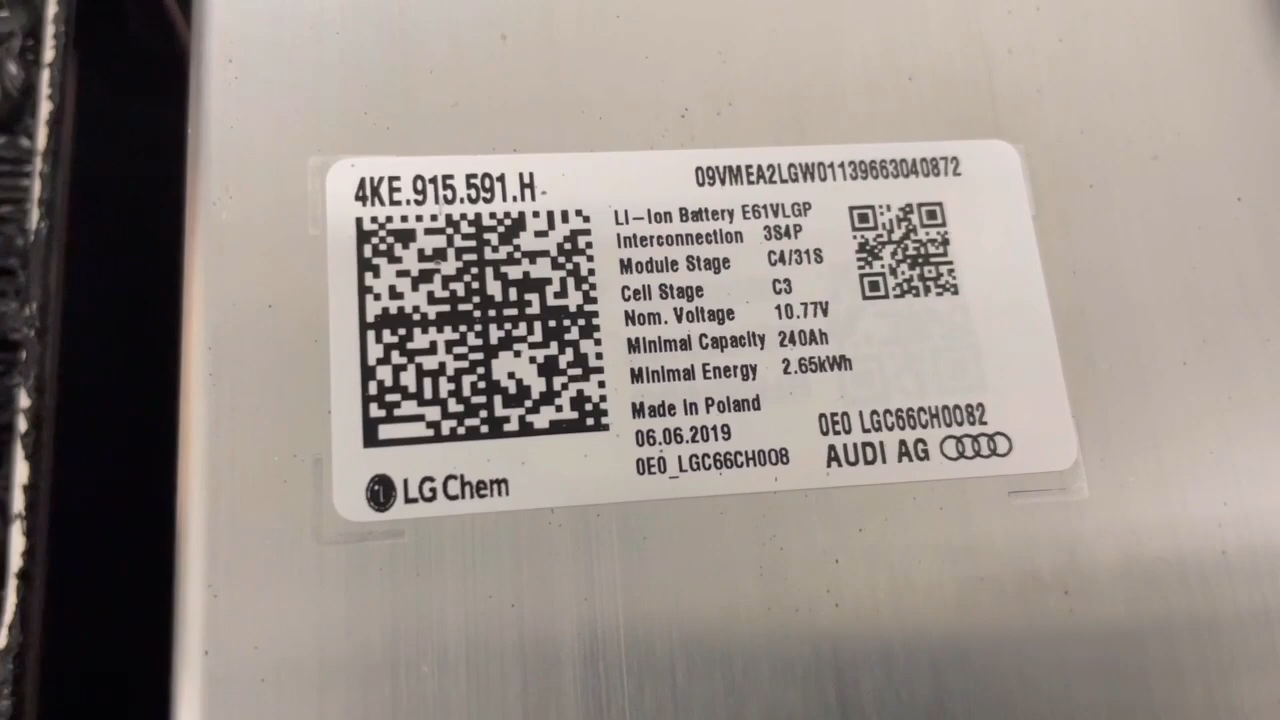 4KE.915.591.H
09VMEA2LGW01139663040872
LI-Ion Battery E61VLGP
Interconnection 3S4P
Module Stage C4/31S
Cell Stage C3
Nom. Voltage 10.77V
Minimal Capacity 240Ah
Minimal Energy 2.65kWh
Made In Poland
06.06.2019
0E0_LGC66CH008
0E0 LGC66CH0082
AUDI AG
LG Chem